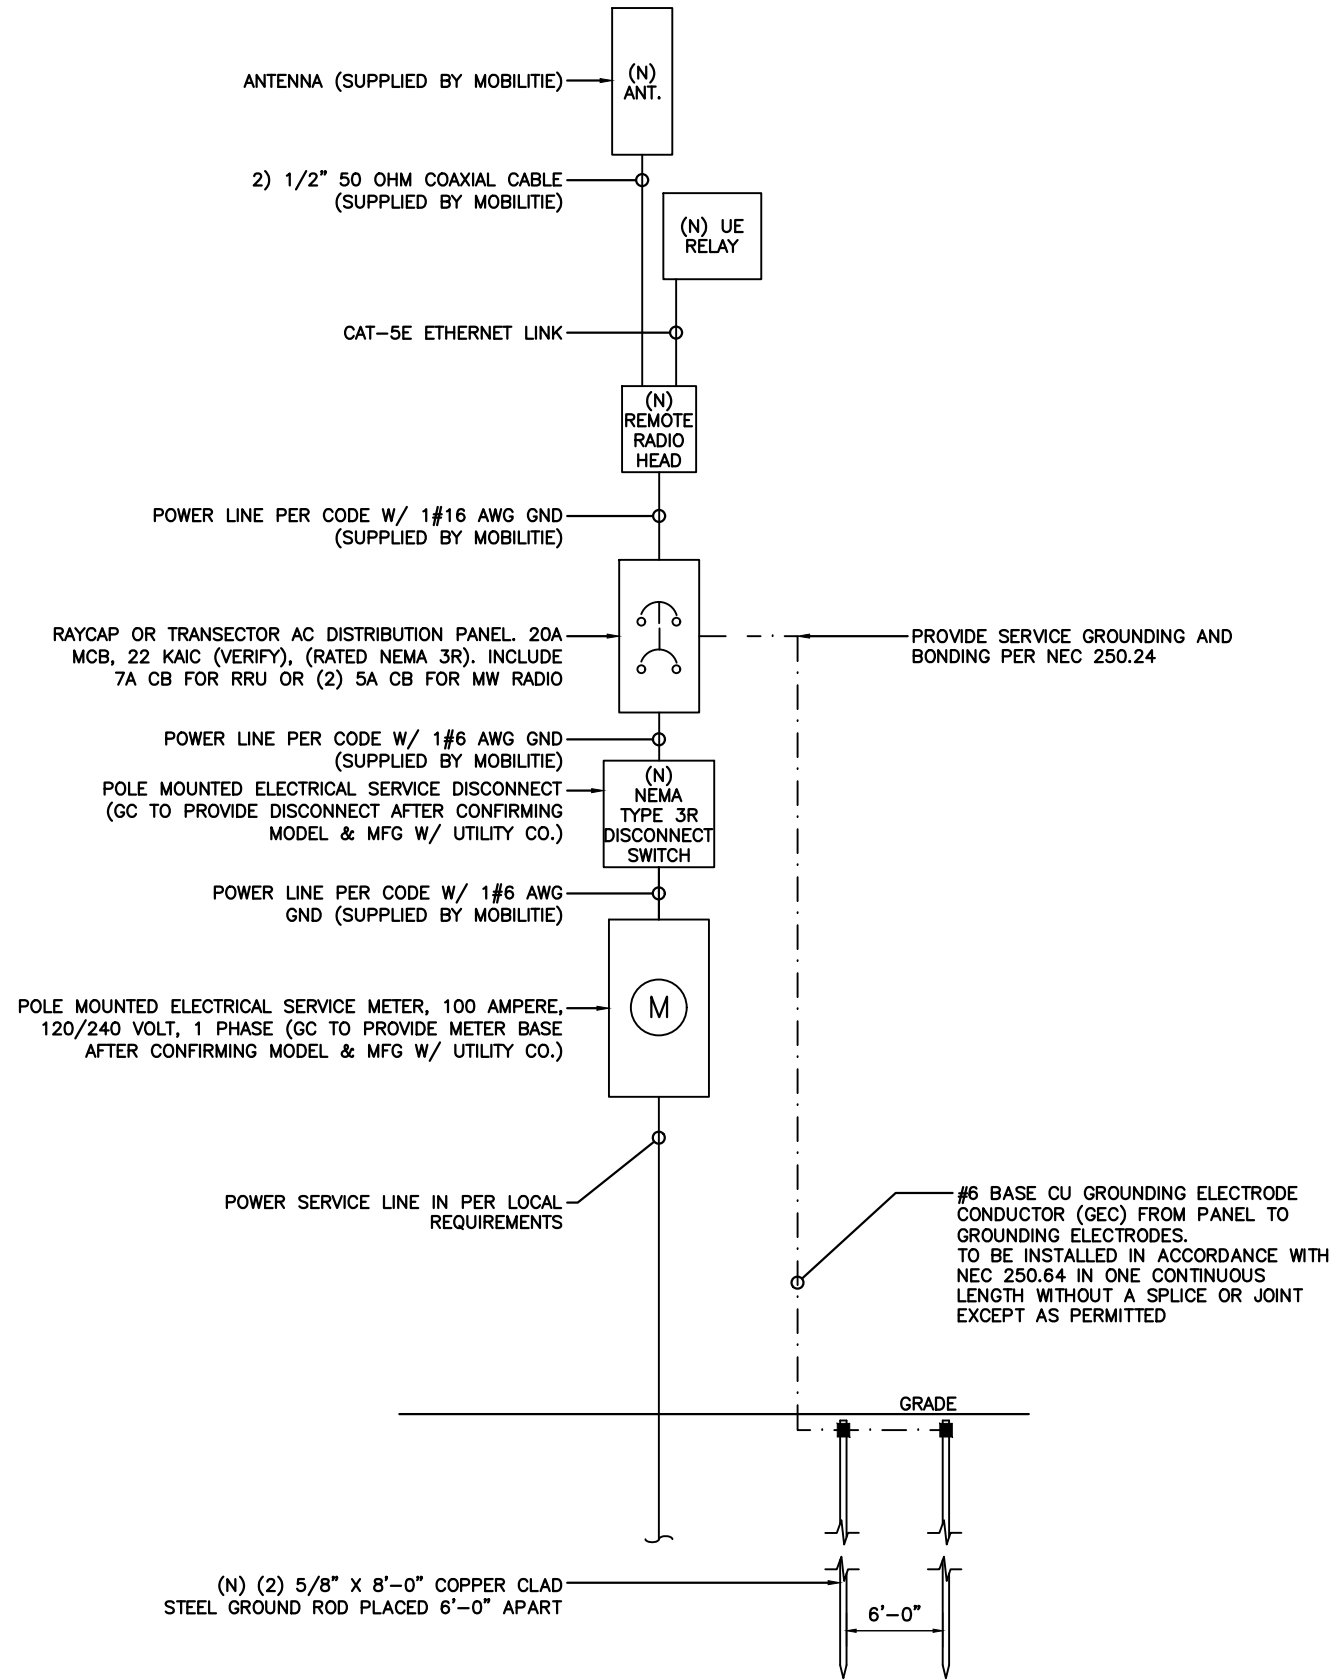 (N)
ANT.
ANTENNA (SUPPLIED BY MOBILITIE)
2) 1/2" 50 OHM COAXIAL CABLE
(SUPPLIED BY MOBILITIE)
(N) UE
RELAY
CAT-5E ETHERNET LINK
(N)
REMOTE
RADIO
HEAD
POWER LINE PER CODE W/ 1#16 AWG GND
(SUPPLIED BY MOBILITIE)
RAYCAP OR TRANSECTOR AC DISTRIBUTION PANEL. 20A
MCB, 22 KAIC (VERIFY), (RATED NEMA 3R). INCLUDE
7A CB FOR RRU OR (2) 5A CB FOR MW RADIO
PROVIDE SERVICE GROUNDING AND
BONDING PER NEC 250.24
POWER LINE PER CODE W/ 1#6 AWG GND
(SUPPLIED BY MOBILITIE)
POLE MOUNTED ELECTRICAL SERVICE DISCONNECT
(GC TO PROVIDE DISCONNECT AFTER CONFIRMING
MODEL & MFG W/ UTILITY CO.)
(N)
NEMA
TYPE 3R
DISCONNECT
SWITCH
POWER LINE PER CODE W/ 1#6 AWG
GND (SUPPLIED BY MOBILITIE)
POLE MOUNTED ELECTRICAL SERVICE METER, 100 AMPERE,
120/240 VOLT, 1 PHASE (GC TO PROVIDE METER BASE
AFTER CONFIRMING MODEL & MFG W/ UTILITY CO.)
M
POWER SERVICE LINE IN PER LOCAL
REQUIREMENTS
#6 BASE CU GROUNDING ELECTRODE
CONDUCTOR (GEC) FROM PANEL TO
GROUNDING ELECTRODES.
TO BE INSTALLED IN ACCORDANCE WITH
NEC 250.64 IN ONE CONTINUOUS
LENGTH WITHOUT A SPLICE OR JOINT
EXCEPT AS PERMITTED
GRADE
(N) (2) 5/8" X 8'-0" COPPER CLAD
STEEL GROUND ROD PLACED 6'-0" APART
6'-0"